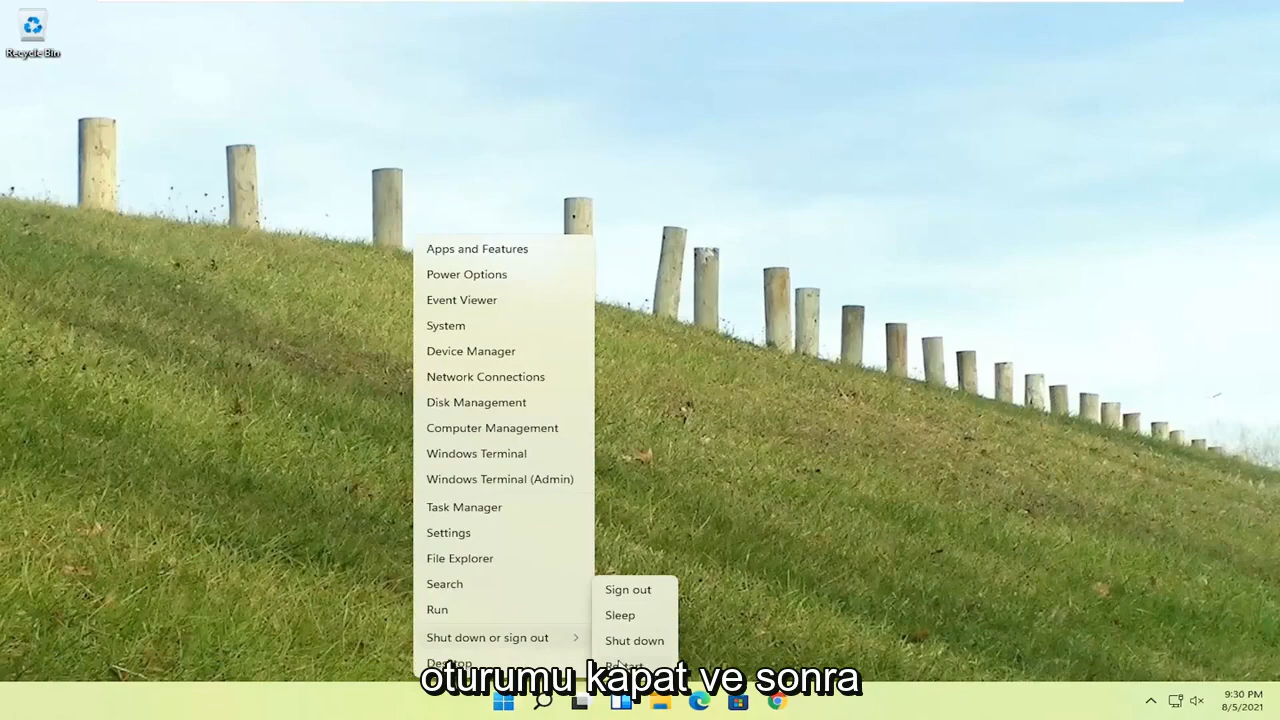 Recycle Bin
Apps and Features
Power Options
Event Viewer
System
Device Manager
Network Connections
Disk Management
Computer Management
Windows Terminal
Windows Terminal (Admin)
Task Manager
Settings
File Explorer
Search
Run
Shut down or sign out
Desktop
Sign out
Sleep
Shut down
Restart
oturumu kapat ve sonra
9:30 PM
8/5/2021